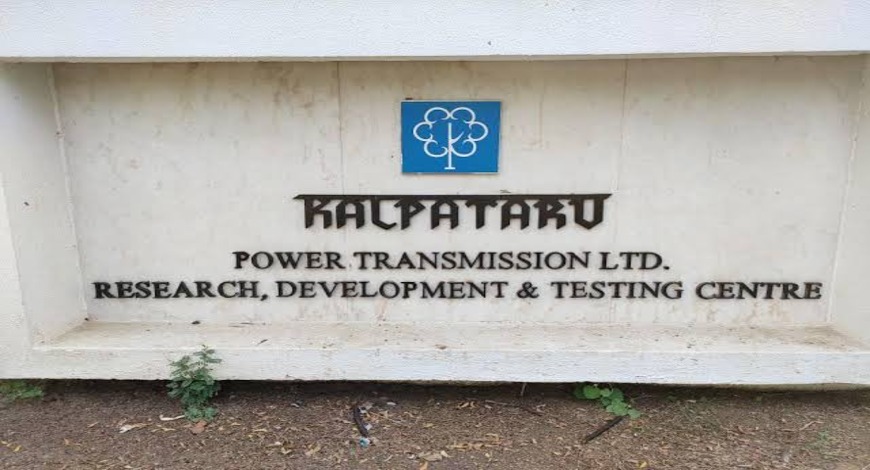 KALPATARU
POWER TRANSMISSION LTD.
RESEARCH, DEVELOPMENT & TESTING CENTRE